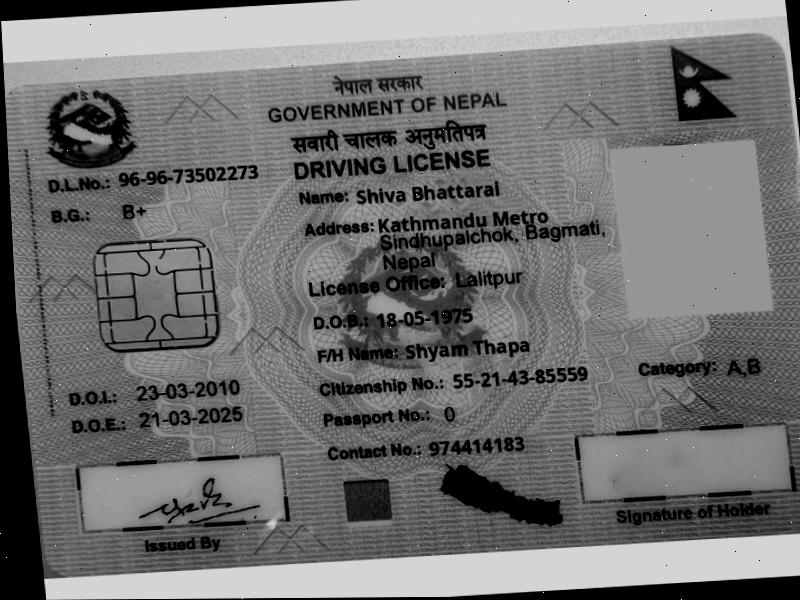 नेपाल सरकार
GOVERNMENT OF NEPAL
सवारी चालक अनुमतिपत्र
DRIVING LICENSE
D.L.No.: 96-96-73502273
B.G.: B+
Name: Shiva Bhattarai
Address: Kathmandu Metro
Sindhupalchok, Bagmati,
Nepal
License Office: Lalitpur
D.O.B.: 18-05-1975
F/H Name: Shyam Thapa
Citizenship No.: 55-21-43-85559
Category: A,B
D.O.I.: 23-03-2010
D.O.E.: 21-03-2025
Passport No.: 0
Contact No.: 974414183
Issued By
Signature of Holder